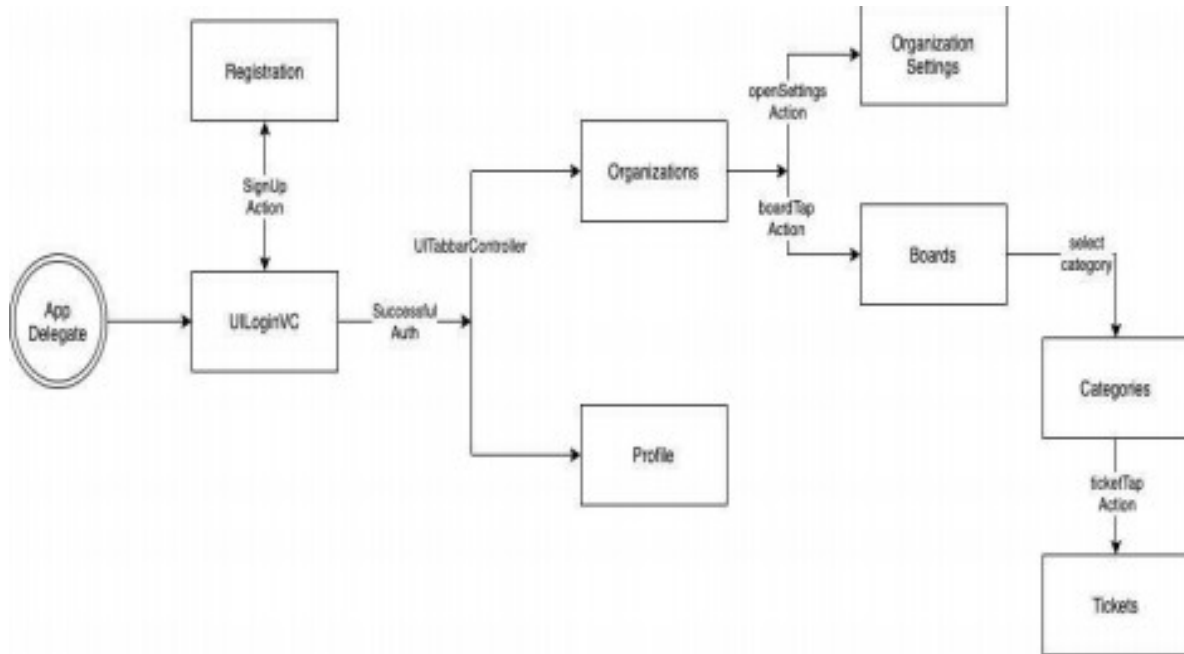 Organization
Settings
Registration
openSettings
Action
Organizations
SignUp
Action
boardTap
Action
UITabbarController
Boards
select
category
App
Delegate
UILoginVC
Successful
Auth
Categories
Profile
ticketTap
Action
Tickets